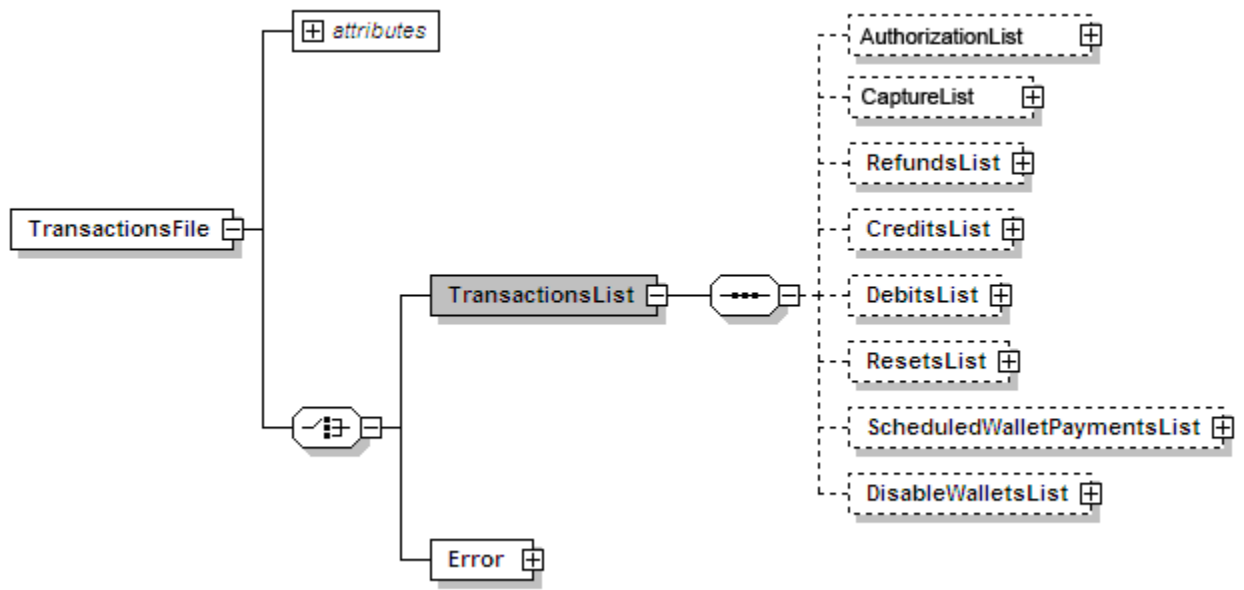 attributes
AuthorizationList
CaptureList
RefundsList
TransactionsFile
CreditsList
TransactionsList
DebitsList
ResetsList
ScheduledWalletPaymentsList
DisableWalletsList
Error